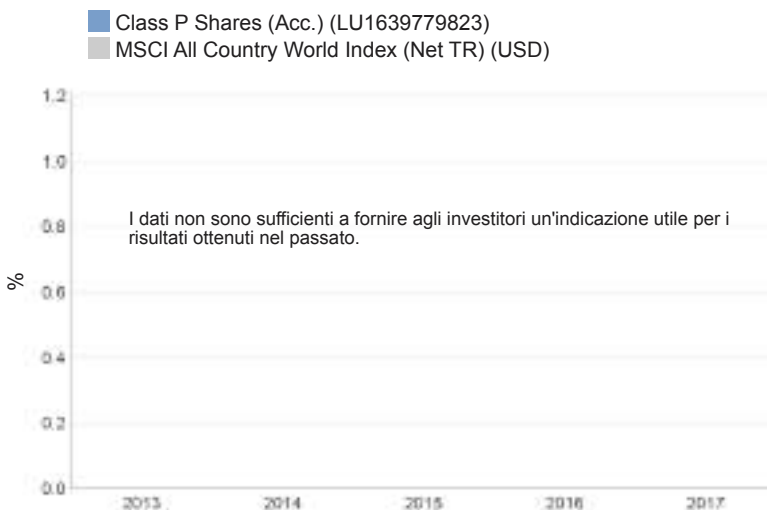 Class P Shares (Acc.) (LU1639779823)
MSCI All Country World Index (Net TR) (USD)
1.2
1.0
I dati non sono sufficienti a fornire agli investitori un'indicazione utile per i
0.8
risultati ottenuti nel passato.
%
0.6
0.4
0.2
0.0
2013 2014 2015 2016 2017